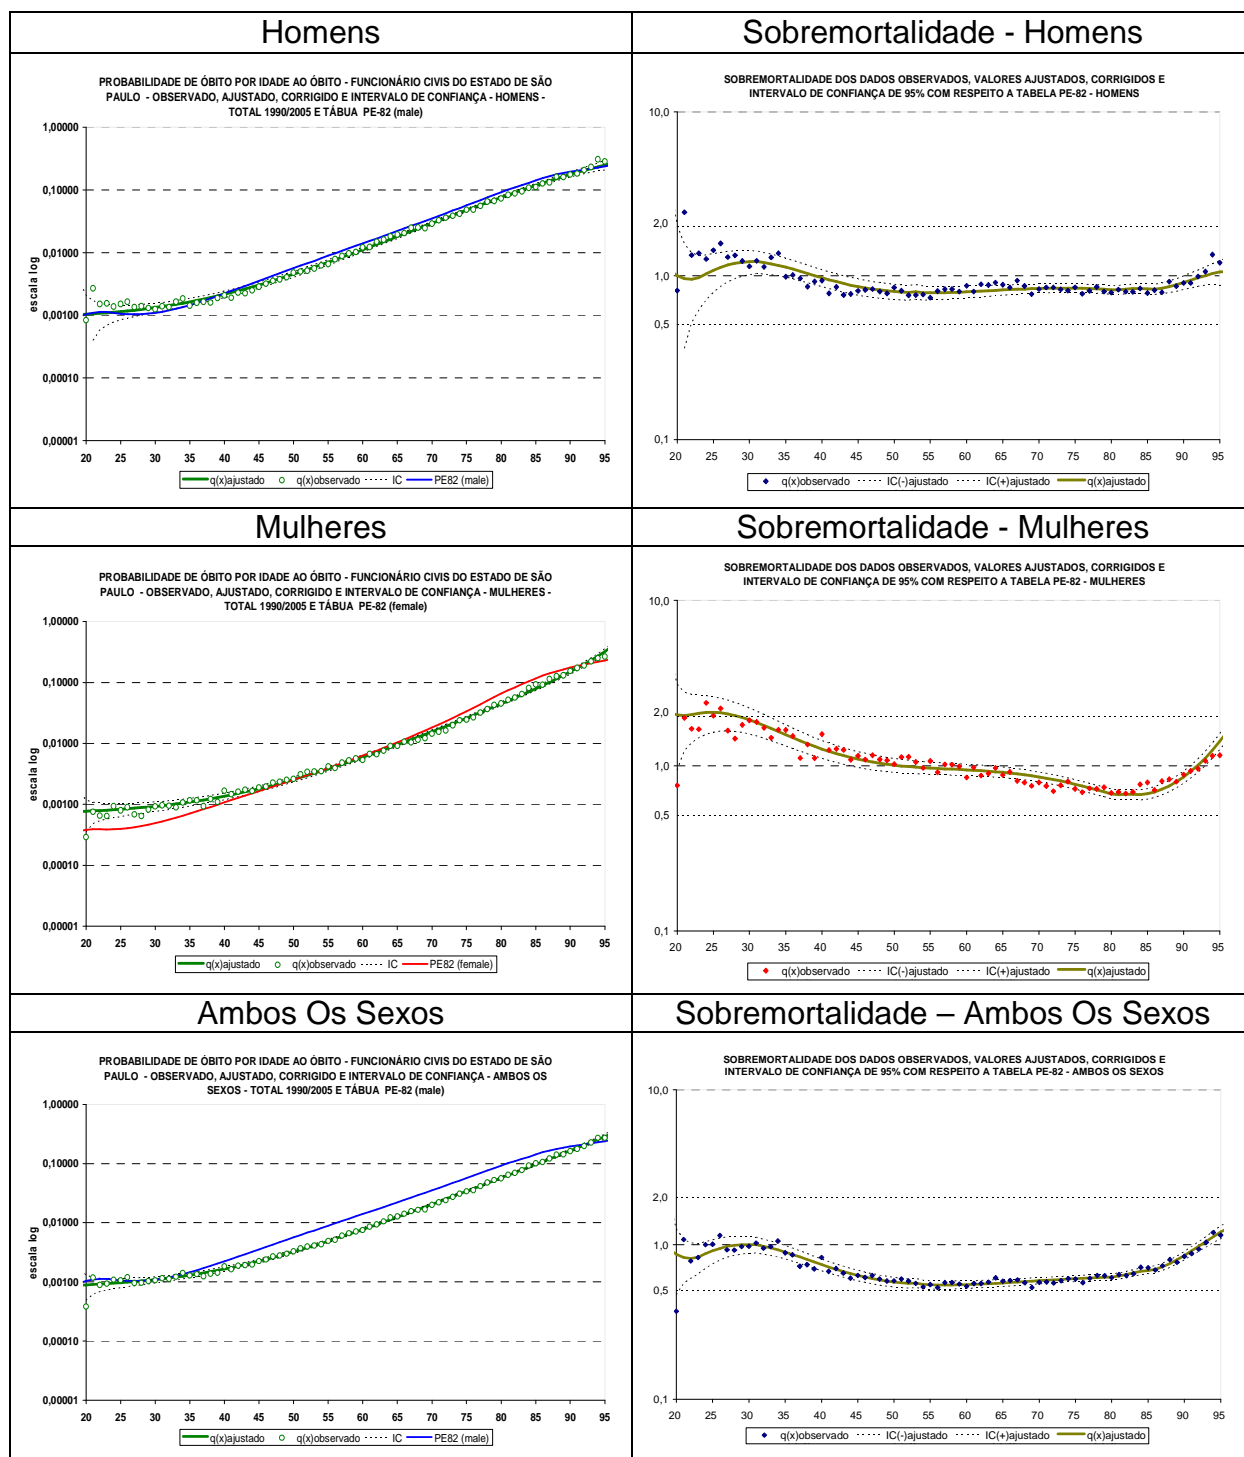 Homens
Sobremortalidade - Homens
PROBABILIDADE DE ÓBITO POR IDADE AO ÓBITO - FUNCIONÁRIO CIVIS DO ESTADO DE SÃO
PAULO - OBSERVADO, AJUSTADO, CORRIGIDO E INTERVALO DE CONFIANÇA - HOMENS -
TOTAL 1990/2005 E TÁBUA PE-82 (male)
1,00000
0,10000
0,01000
0,00100
0,00010
0,00001
escala log
20 25 30 35 40 45 50 55 60 65 70 75 80 85 90 95
q(x)ajustado q(x)observado IC PE82 (male)
SOBREMORTALIDADE DOS DADOS OBSERVADOS, VALORES AJUSTADOS, CORRIGIDOS E
INTERVALO DE CONFIANÇA DE 95% COM RESPEITO A TABELA PE-82 - HOMENS
10,0
2,0
1,0
0,5
0,1
20 25 30 35 40 45 50 55 60 65 70 75 80 85 90 95
q(x)observado IC(-)ajustado IC(+)ajustado q(x)ajustado
Mulheres
Sobremortalidade - Mulheres
PROBABILIDADE DE ÓBITO POR IDADE AO ÓBITO - FUNCIONÁRIO CIVIS DO ESTADO DE SÃO
PAULO - OBSERVADO, AJUSTADO, CORRIGIDO E INTERVALO DE CONFIANÇA - MULHERES -
TOTAL 1990/2005 E TÁBUA PE-82 (female)
1,00000
0,10000
0,01000
0,00100
0,00010
0,00001
escala log
20 25 30 35 40 45 50 55 60 65 70 75 80 85 90 95
q(x)ajustado q(x)observado IC PE82 (female)
SOBREMORTALIDADE DOS DADOS OBSERVADOS, VALORES AJUSTADOS, CORRIGIDOS E
INTERVALO DE CONFIANÇA DE 95% COM RESPEITO A TABELA PE-82 - MULHERES
10,0
2,0
1,0
0,5
0,1
20 25 30 35 40 45 50 55 60 65 70 75 80 85 90 95
q(x)observado IC(-)ajustado IC(+)ajustado q(x)ajustado
Ambos Os Sexos
Sobremortalidade – Ambos Os Sexos
PROBABILIDADE DE ÓBITO POR IDADE AO ÓBITO - FUNCIONÁRIO CIVIS DO ESTADO DE SÃO
PAULO - OBSERVADO, AJUSTADO, CORRIGIDO E INTERVALO DE CONFIANÇA - AMBOS OS
SEXOS - TOTAL 1990/2005 E TÁBUA PE-82 (male)
1,00000
0,10000
0,01000
0,00100
0,00010
0,00001
escala log
20 25 30 35 40 45 50 55 60 65 70 75 80 85 90 95
q(x)ajustado q(x)observado IC PE82 (male)
SOBREMORTALIDADE DOS DADOS OBSERVADOS, VALORES AJUSTADOS, CORRIGIDOS E
INTERVALO DE CONFIANÇA DE 95% COM RESPEITO A TABELA PE-82 - AMBOS OS SEXOS
10,0
2,0
1,0
0,5
0,1
20 25 30 35 40 45 50 55 60 65 70 75 80 85 90 95
q(x)observado IC(-)ajustado IC(+)ajustado q(x)ajustado